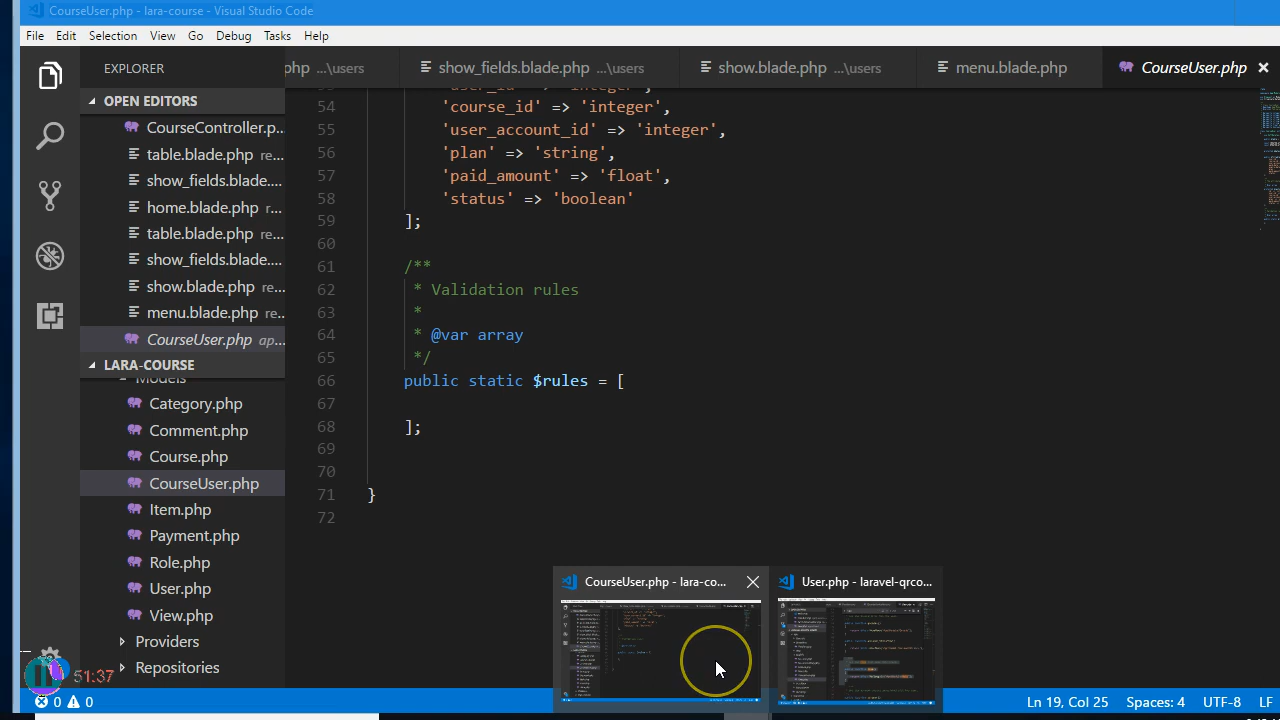 CourseUser.php - lara-course - Visual Studio Code
File Edit Selection View Go Debug Tasks Help
EXPLORER
OPEN EDITORS
CourseController.p...
table.blade.php re...
show_fields.blade....
home.blade.php r...
table.blade.php re...
show_fields.blade....
show.blade.php re...
menu.blade.php re...
CourseUser.php ap...
LARA-COURSE
Models
Category.php
Comment.php
Course.php
CourseUser.php
Item.php
Payment.php
Role.php
User.php
View.php
Providers
Repositories
php ...\users show_fields.blade.php ...\users show.blade.php ...\users menu.blade.php CourseUser.php
53 'user_id' => 'integer',
54 'course_id' => 'integer',
55 'user_account_id' => 'integer',
56 'plan' => 'string',
57 'paid_amount' => 'float',
58 'status' => 'boolean'
59 ];
60
61 /**
62 * Validation rules
63 *
64 * @var array
65 */
66 public static $rules = [
67
68 ];
69
70
71 }
72
CourseUser.php - lara-co...
User.php - laravel-qrco...
51:37
0 0
Ln 19, Col 25 Spaces: 4 UTF-8 LF